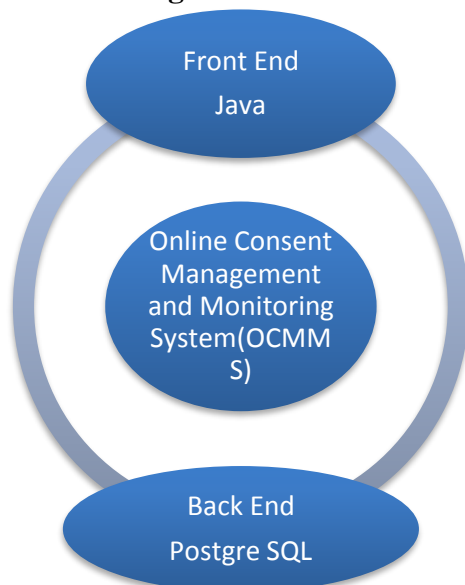 Front End
Java
Online Consent
Management
and Monitoring
System(OCMM
S)
Back End
Postgre SQL